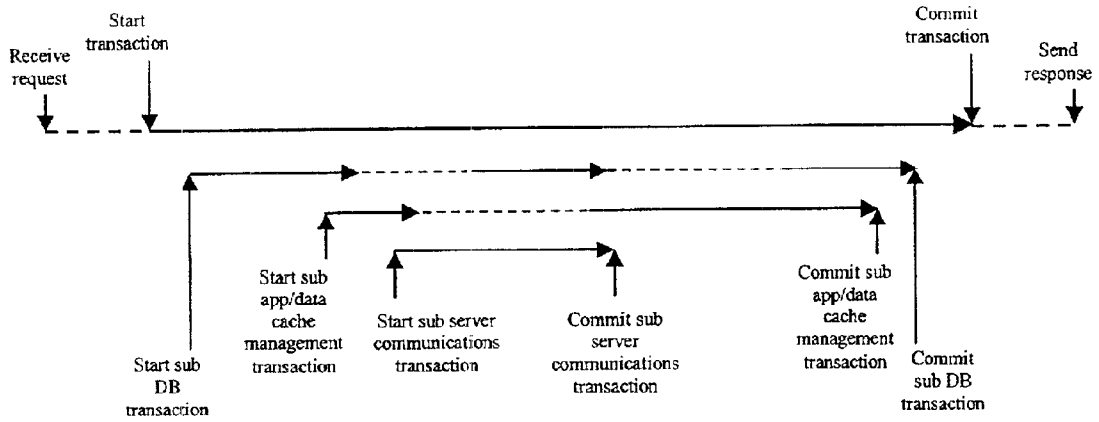 Start
transaction
Commit
transaction
Receive
request
Send
response
Start sub
app/data
cache
management
transaction
Start sub server
communications
transaction
Commit sub
server
communications
transaction
Commit sub
app/data
cache
management
transaction
Start sub
DB
transaction
Commit
sub DB
transaction